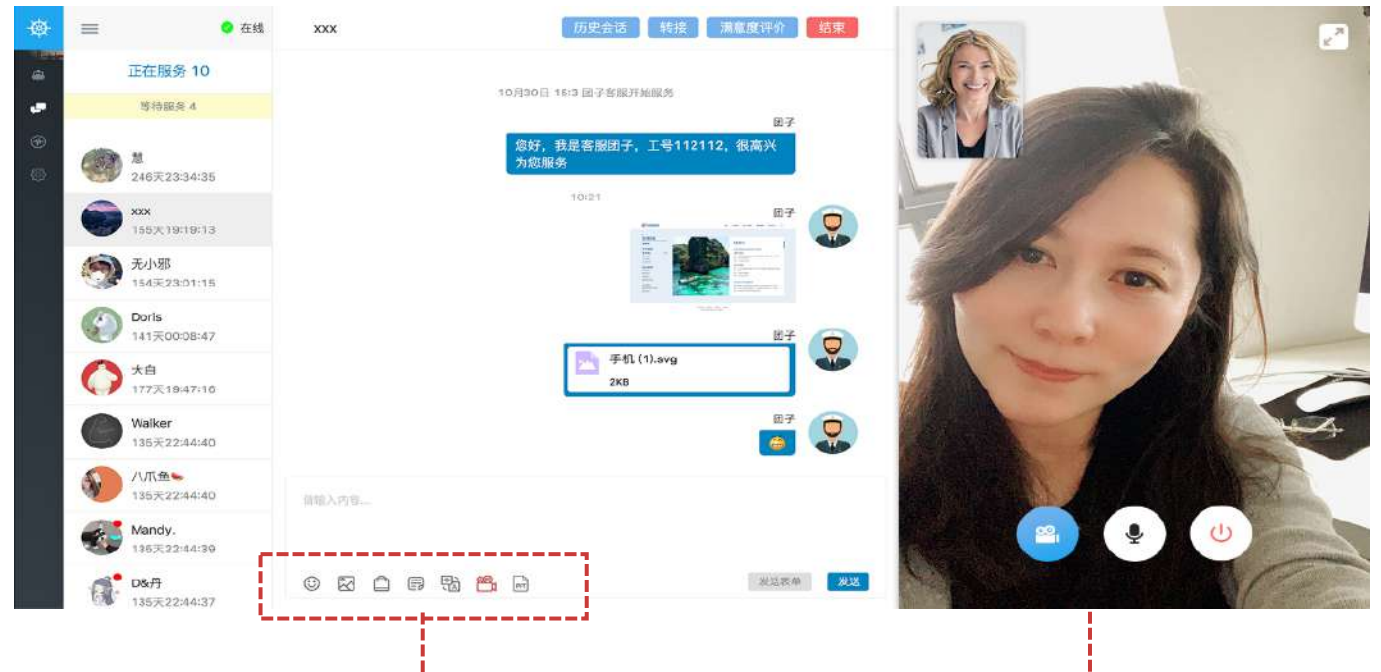 在线
正在服务 10
等待服务 4
慧
246天23:34:35
xxx
155天19:19:13
无小邪
154天23:01:15
Doris
141天00:08:47
大白
177天19:47:16
Walker
135天22:44:40
八爪鱼
135天22:44:40
Mandy.
135天22:44:39
D&丹
135天22:44:37
xxx
历史会话 转接 满意度评价 结束
10月30日 16:3 团子客服开始服务
团子
您好，我是客服团子，工号112112，很高兴
为您服务
10:21
团子
团子
手机 (1).svg
2KB
团子
请输入内容...
发送表单 发送